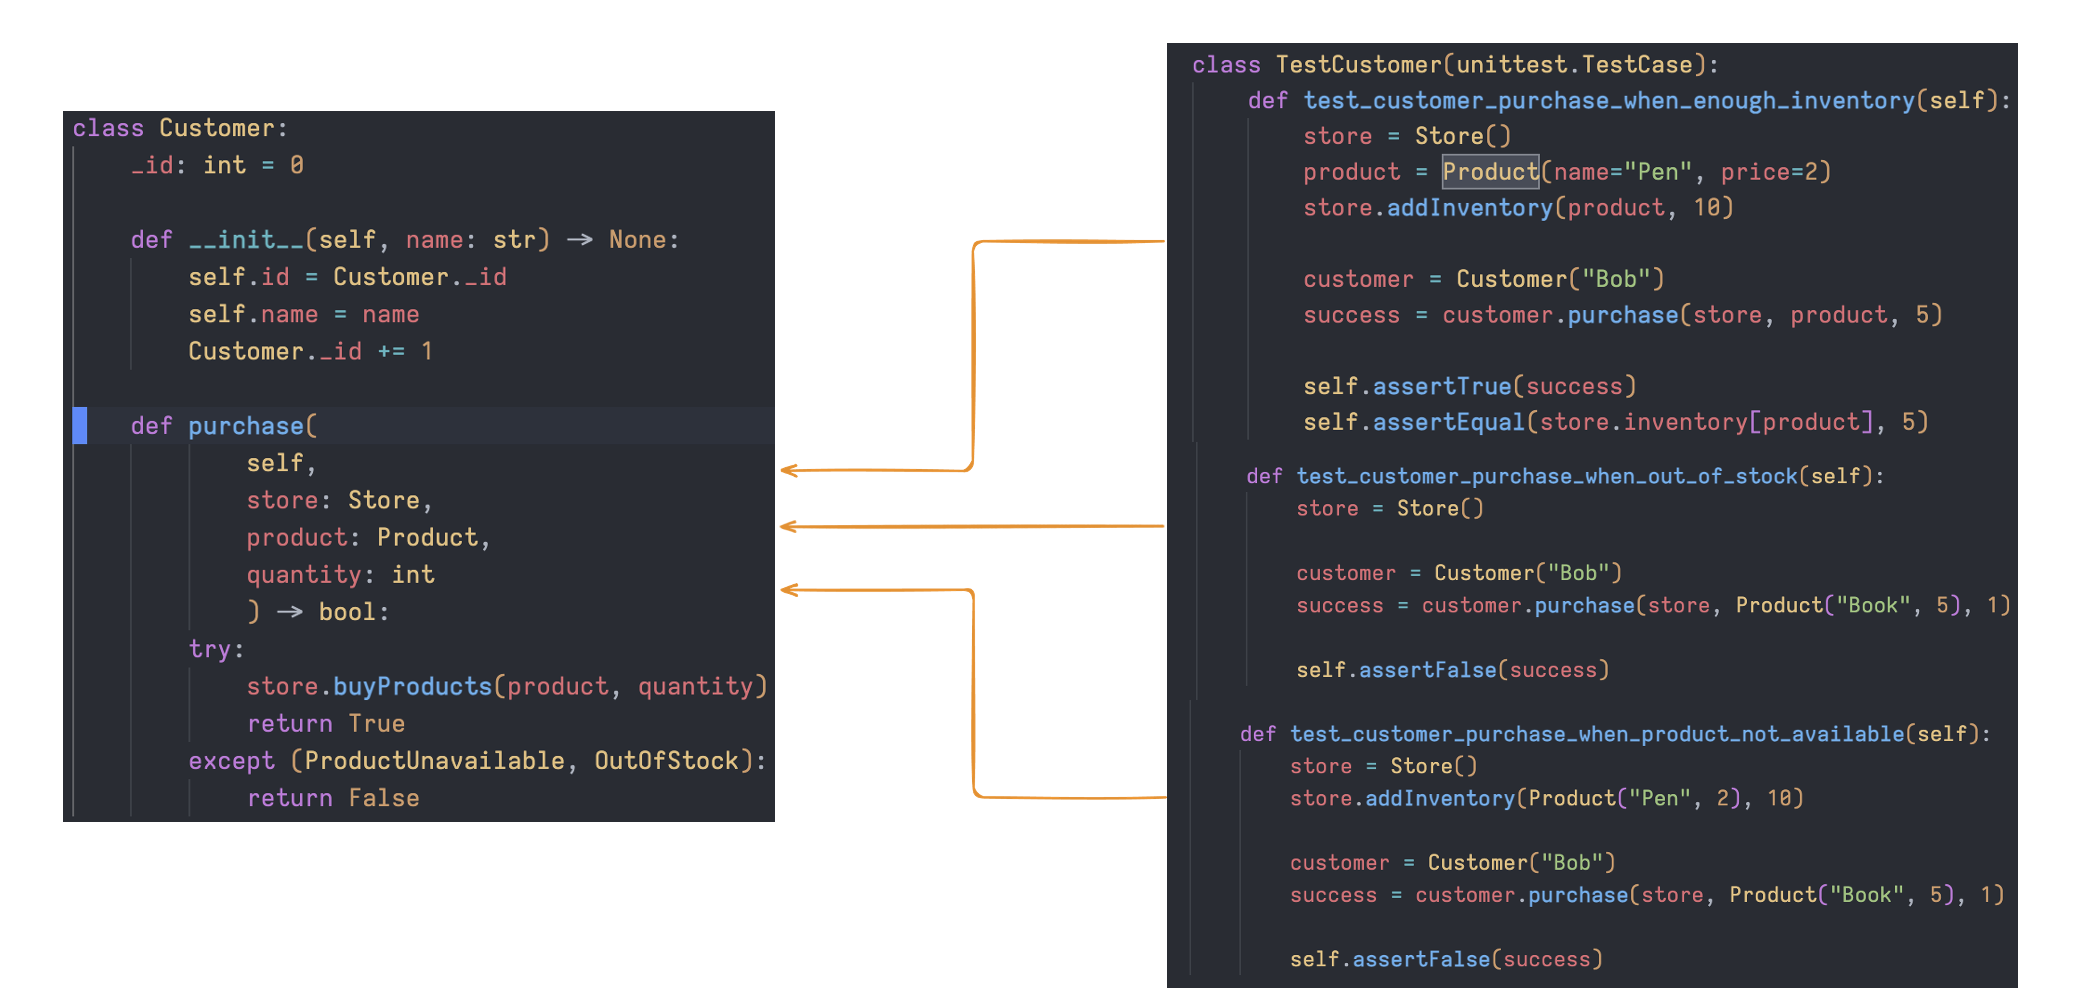 class Customer:
    _id: int = 0

    def __init__(self, name: str) -> None:
        self.id = Customer._id
        self.name = name
        Customer._id += 1

    def purchase(
            self,
            store: Store,
            product: Product,
            quantity: int
            ) -> bool:
        try:
            store.buyProducts(product, quantity)
            return True
        except (ProductUnavailable, OutOfStock):
            return False

class TestCustomer(unittest.TestCase):
    def test_customer_purchase_when_enough_inventory(self):
        store = Store()
        product = Product(name="Pen", price=2)
        store.addInventory(product, 10)

        customer = Customer("Bob")
        success = customer.purchase(store, product, 5)

        self.assertTrue(success)
        self.assertEqual(store.inventory[product], 5)

    def test_customer_purchase_when_out_of_stock(self):
        store = Store()

        customer = Customer("Bob")
        success = customer.purchase(store, Product("Book", 5), 1)

        self.assertFalse(success)

    def test_customer_purchase_when_product_not_available(self):
        store = Store()
        store.addInventory(Product("Pen", 2), 10)

        customer = Customer("Bob")
        success = customer.purchase(store, Product("Book", 5), 1)

        self.assertFalse(success)